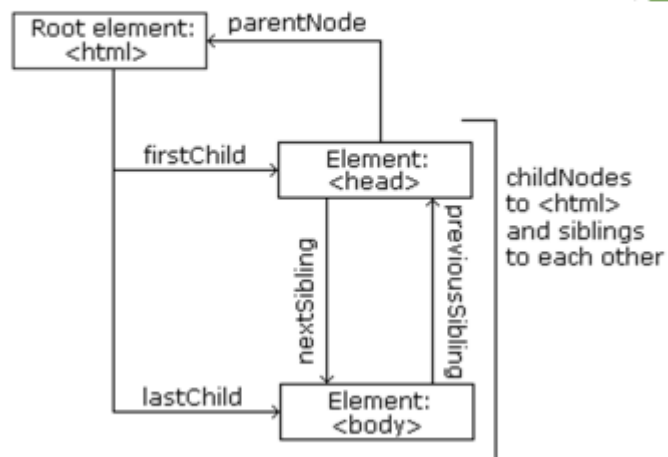 Root element:
<html>
parentNode
firstChild
Element:
<head>
childNodes
to <html>
and siblings
to each other
nextSibling
previousSibling
lastChild
Element:
<body>